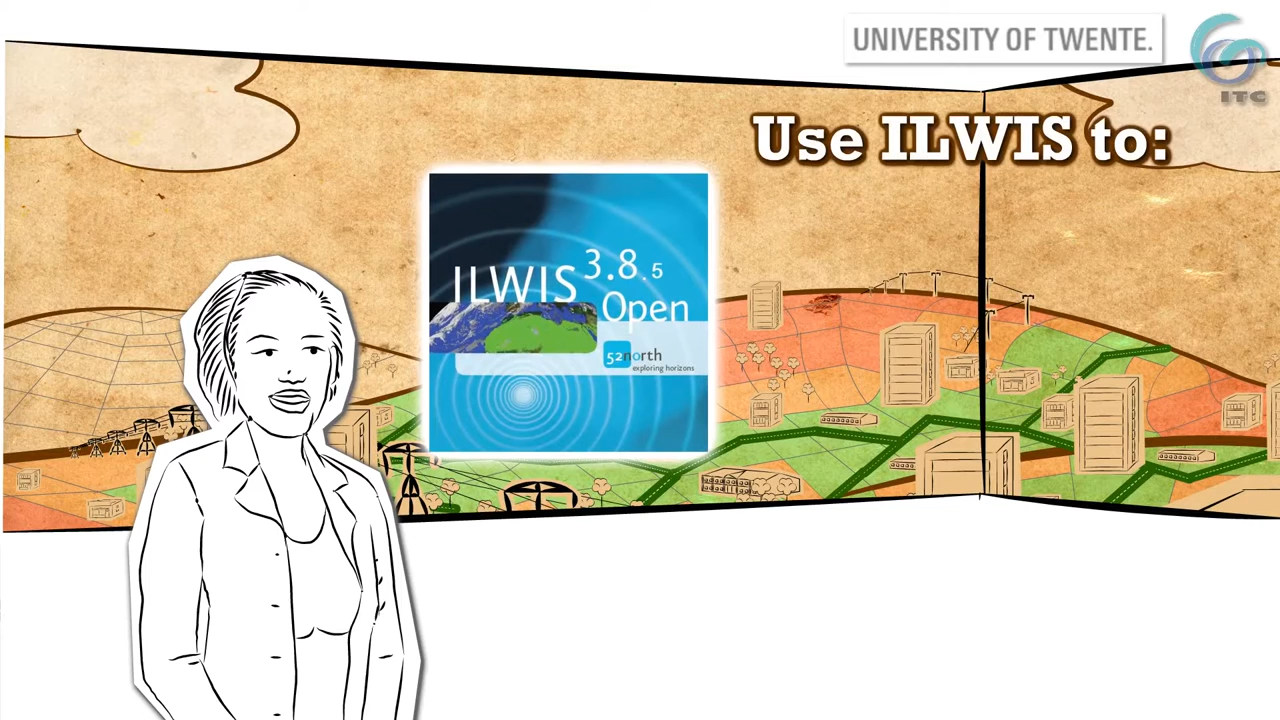 UNIVERSITY OF TWENTE.
ITC
Use ILWIS to:
ILWIS 3.8.5
Open
52north
exploring horizons